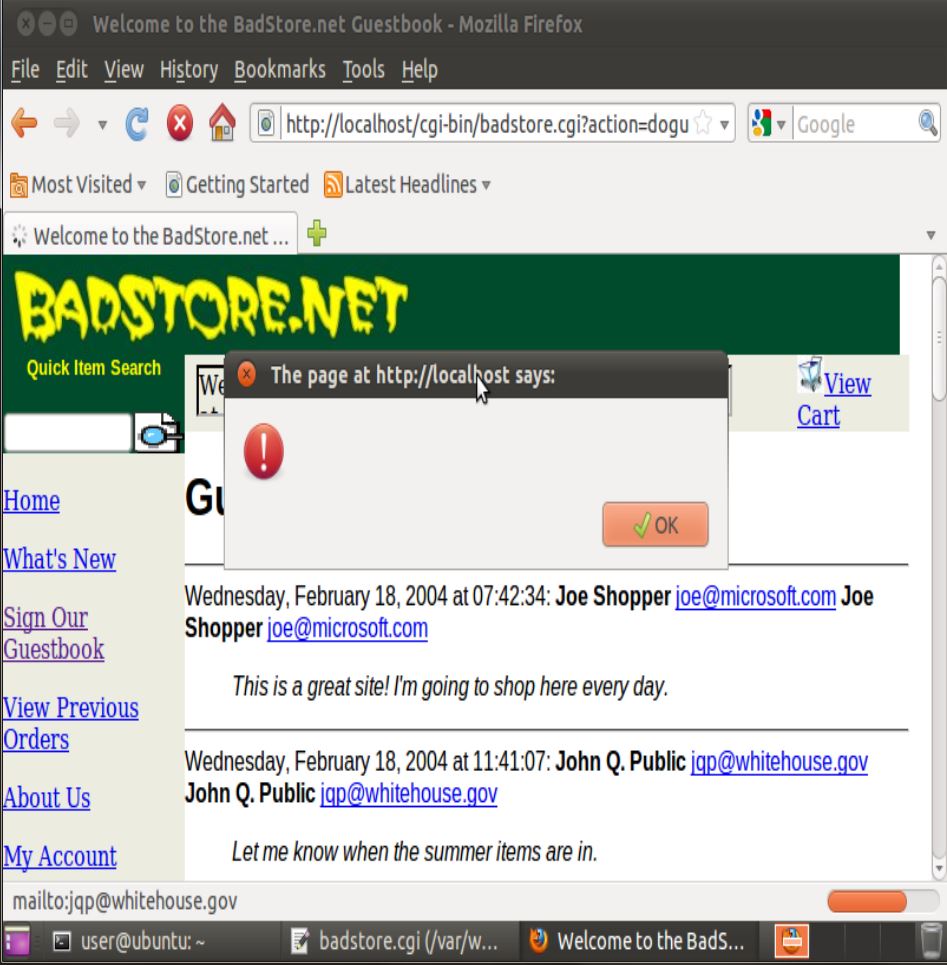 Welcome to the BadStore.net Guestbook - Mozilla Firefox
File Edit View History Bookmarks Tools Help
http://localhost/cgi-bin/badstore.cgi?action=dogu
Google
Most Visited
Getting Started
Latest Headlines
Welcome to the BadStore.net ...
BADSTORE.NET
Quick Item Search
We
The page at http://localhost says:
View
Cart
OK
Home
Gu
What's New
Sign Our
Guestbook
View Previous
Orders
About Us
My Account
Wednesday, February 18, 2004 at 07:42:34: Joe Shopper joe@microsoft.com Joe
Shopper joe@microsoft.com
This is a great site! I'm going to shop here every day.
Wednesday, February 18, 2004 at 11:41:07: John Q. Public jqp@whitehouse.gov
John Q. Public jqp@whitehouse.gov
Let me know when the summer items are in.
mailto:jqp@whitehouse.gov
user@ubuntu: ~
badstore.cgi (/var/w...
Welcome to the BadS...